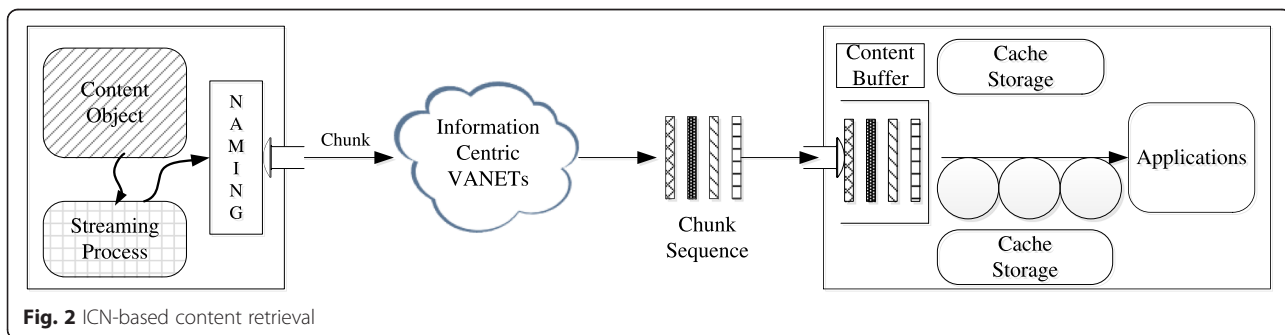 Content
Object
Streaming
Process
NAMING
Chunk
Information
Centric
VANETs
Chunk
Sequence
Content
Buffer
Cache
Storage
Applications
Cache
Storage
Fig. 2 ICN-based content retrieval